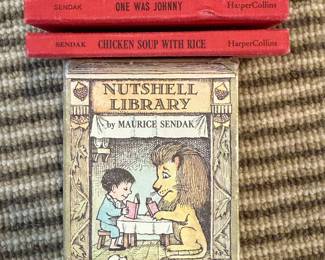 SENDAK ONE WAS JOHNNY HarperCollins
SENDAK CHICKEN SOUP WITH RICE HarperCollins
NUTSHELL
LIBRARY
by MAURICE SENDAK